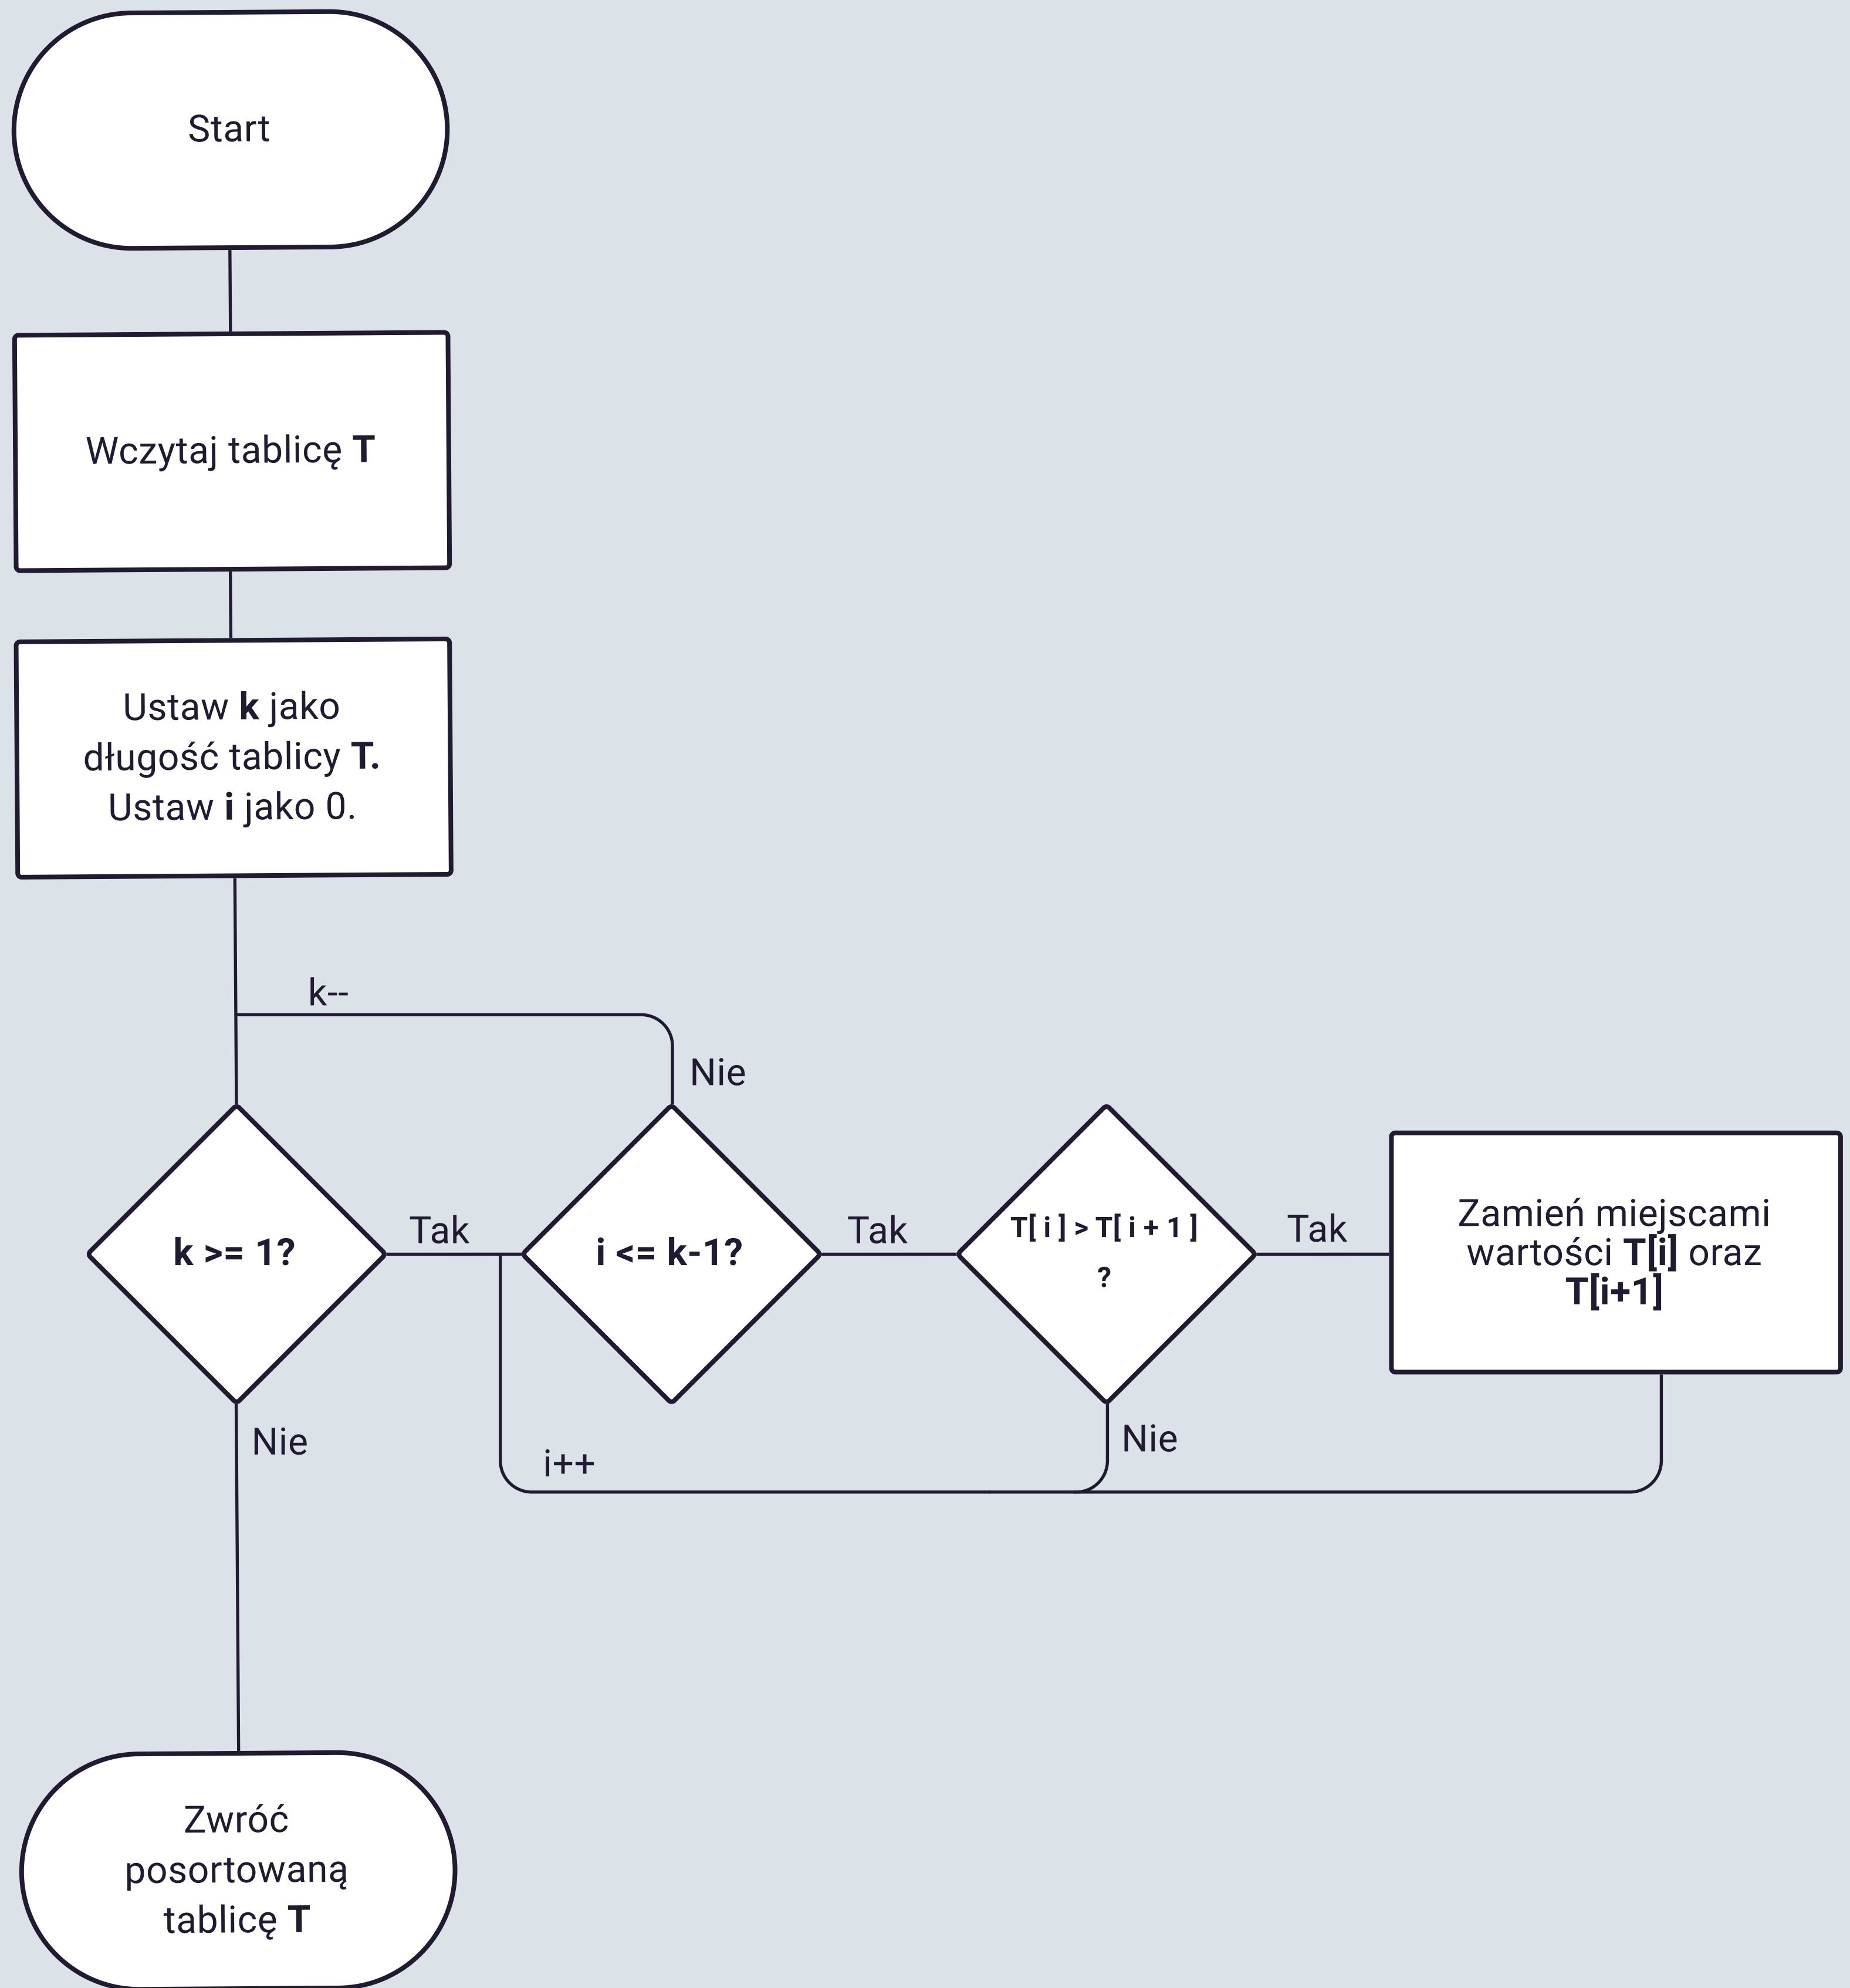 Start
Wczytaj tablicę T
Ustaw k jako
długość tablicy T.
Ustaw i jako 0.
k--
Nie
k >= 1?
Tak
i <= k-1?
Tak
T[ i ] > T[ i + 1 ]
?
Tak
Zamień miejscami
wartości T[i] oraz
T[i+1]
Nie
i++
Nie
Zwróć
posortowaną
tablicę T